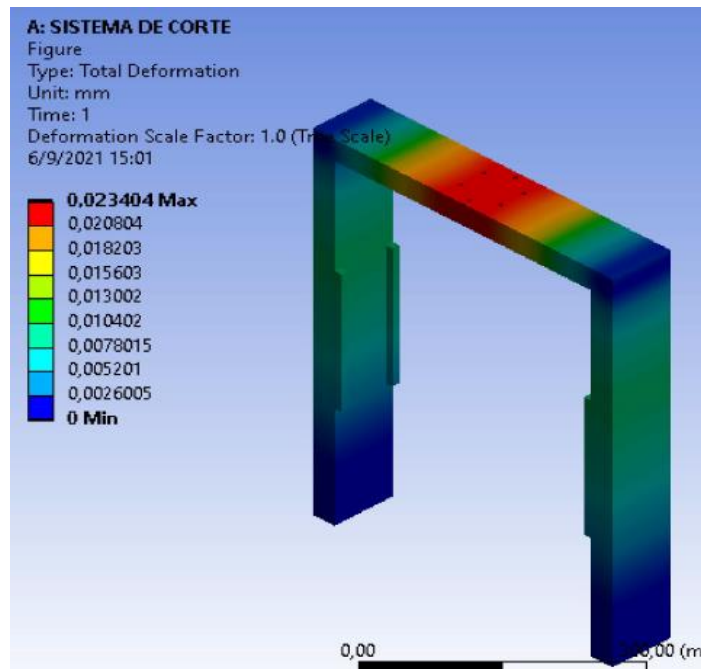 A: SISTEMA DE CORTE
Figure
Type: Total Deformation
Unit: mm
Time: 1
Deformation Scale Factor: 1.0 (True Scale)
6/9/2021 15:01
0,023404 Max
0,020804
0,018203
0,015603
0,013002
0,010402
0,0078015
0,005201
0,0026005
0 Min
0,00